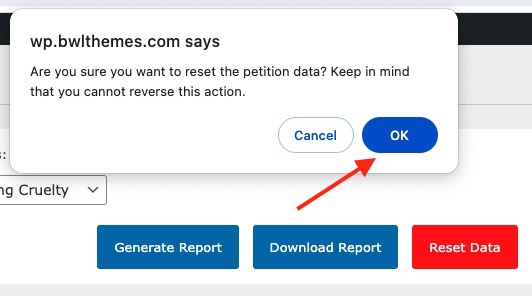 wp.bwlthemes.com says
Are you sure you want to reset the petition data? Keep in mind
that you cannot reverse this action.
Cancel
OK
s:
ng Cruelty
Generate Report
Download Report
Reset Data